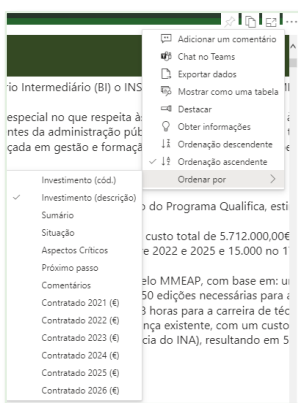 Adicionar um comentário
Chat no Teams
Exportar dados
Mostrar como uma tabela
Destacar
Obter informações
Ordenação descendente
Ordenação ascendente
Ordenar por
Investimento (cód.)
Investimento (descrição)
Sumário
Situação
Aspectos Críticos
Próximo passo
Comentários
Contratado 2021 (€)
Contratado 2022 (€)
Contratado 2023 (€)
Contratado 2024 (€)
Contratado 2025 (€)
Contratado 2026 (€)
rio Intermediário (BI) o INS
especial no que respeita à
ntes da administração púb
çada em gestão e formaçã
o do Programa Qualifica, esti
custo total de 5.712.000,00€
e 2022 e 2025 e 15.000 no 1
elo MMEAP, com base em: u
50 edições necessárias para a
3 horas para a carreira de téc
nça existente, com um custo
cia do INA), resultando em 5